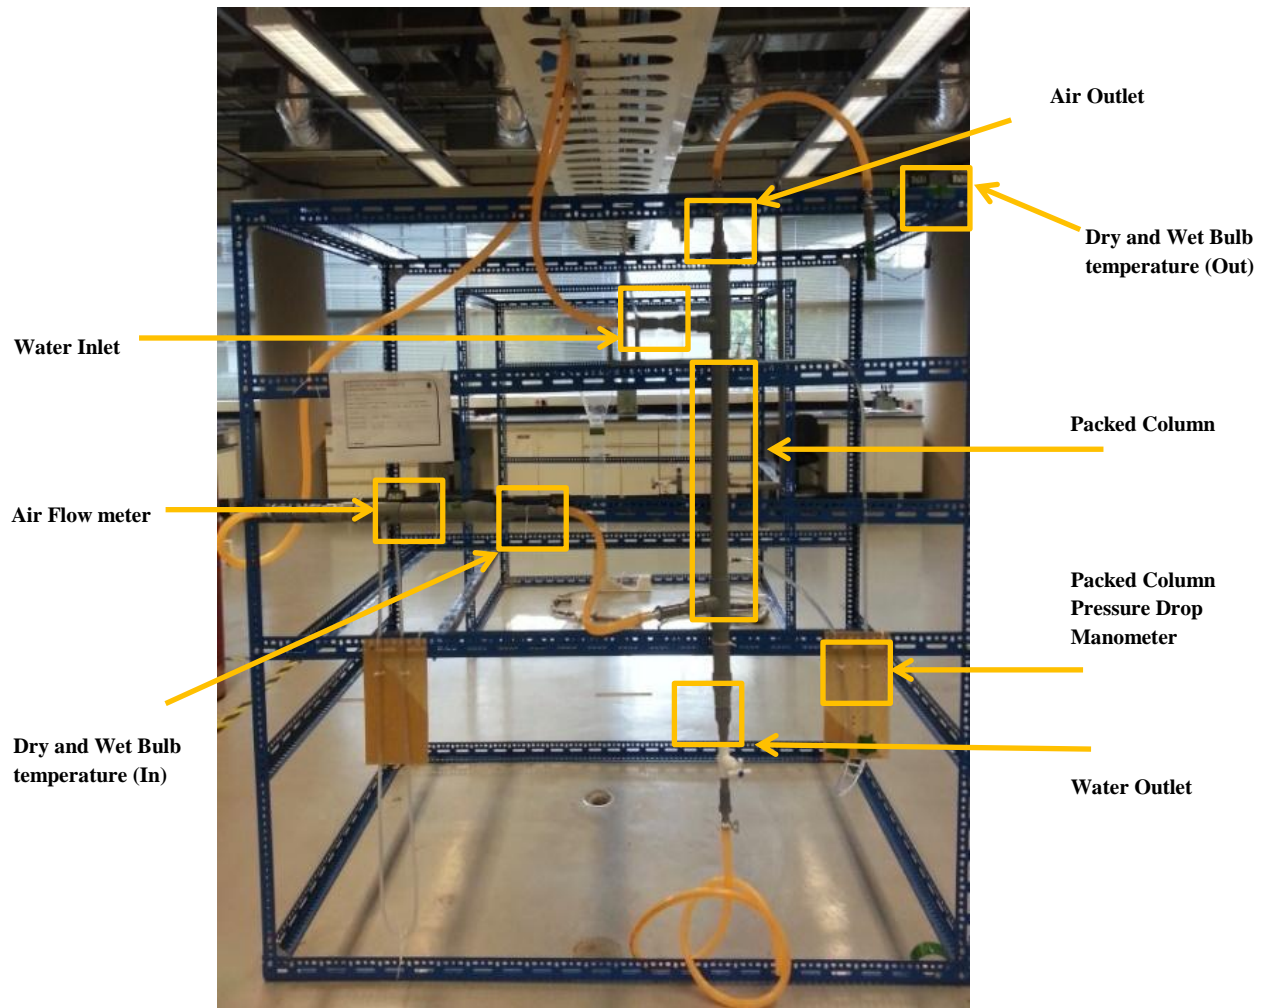 Air Outlet
Dry and Wet Bulb
temperature (Out)
Water Inlet
Packed Column
Air Flow meter
Packed Column
Pressure Drop
Manometer
Dry and Wet Bulb
temperature (In)
Water Outlet